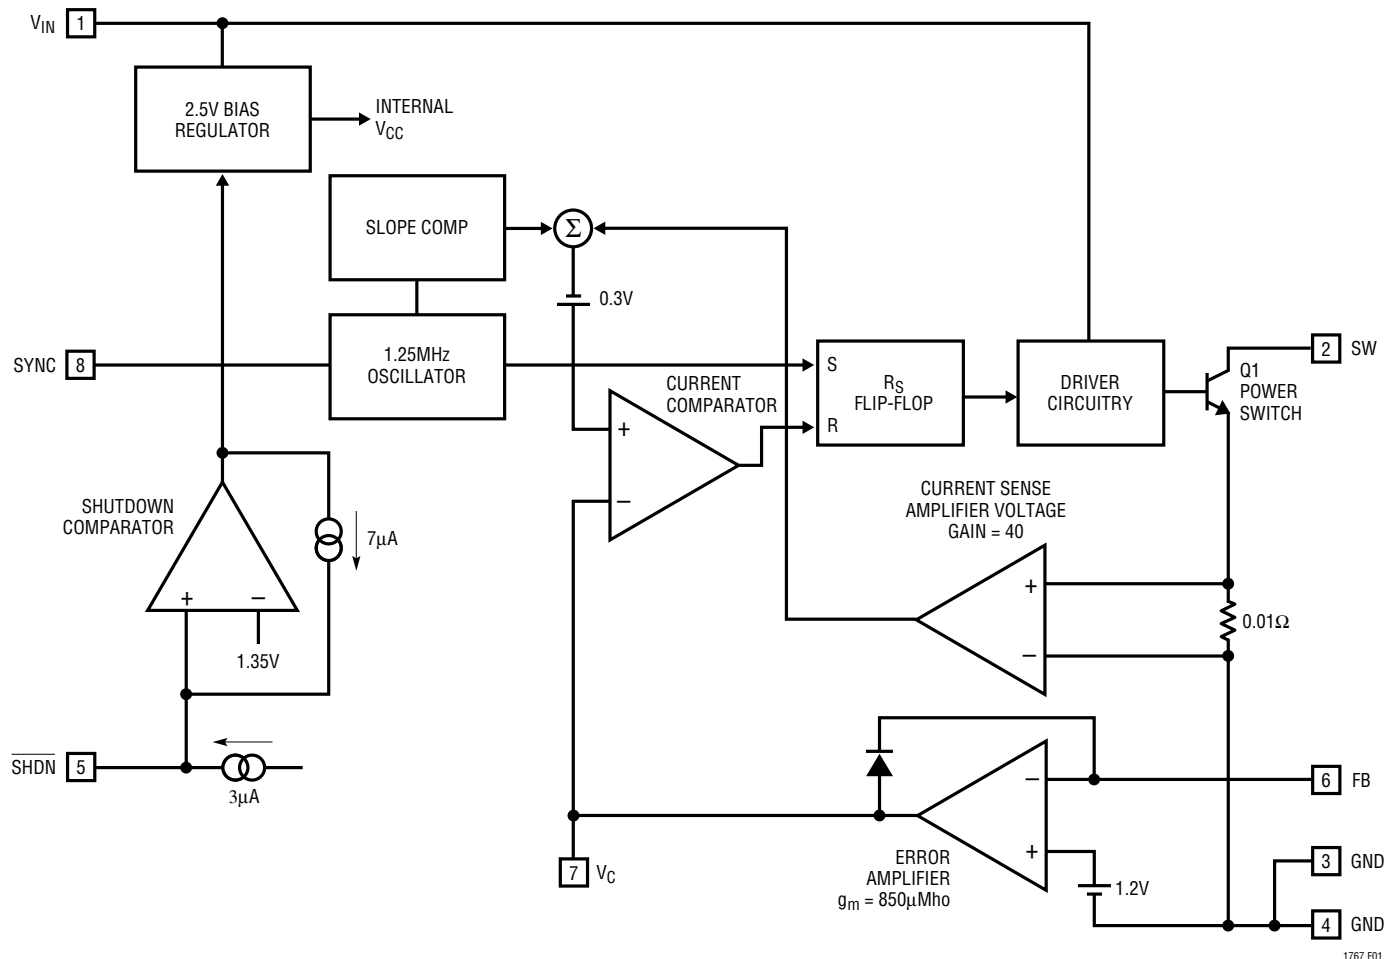 VIN 1
2.5V BIAS
REGULATOR
INTERNAL
VCC
SLOPE COMP
Σ
0.3V
SYNC 8
1.25MHz
OSCILLATOR
CURRENT
COMPARATOR
+
−
S
R
RS
FLIP-FLOP
DRIVER
CIRCUITRY
Q1
POWER
SWITCH
2 SW
SHUTDOWN
COMPARATOR
+ −
1.35V
7µA
CURRENT SENSE
AMPLIFIER VOLTAGE
GAIN = 40
+
−
0.01Ω
SHDN 5
3µA
7 VC
ERROR
AMPLIFIER
gm = 850µMho
−
+
1.2V
6 FB
3 GND
4 GND
1767 F01